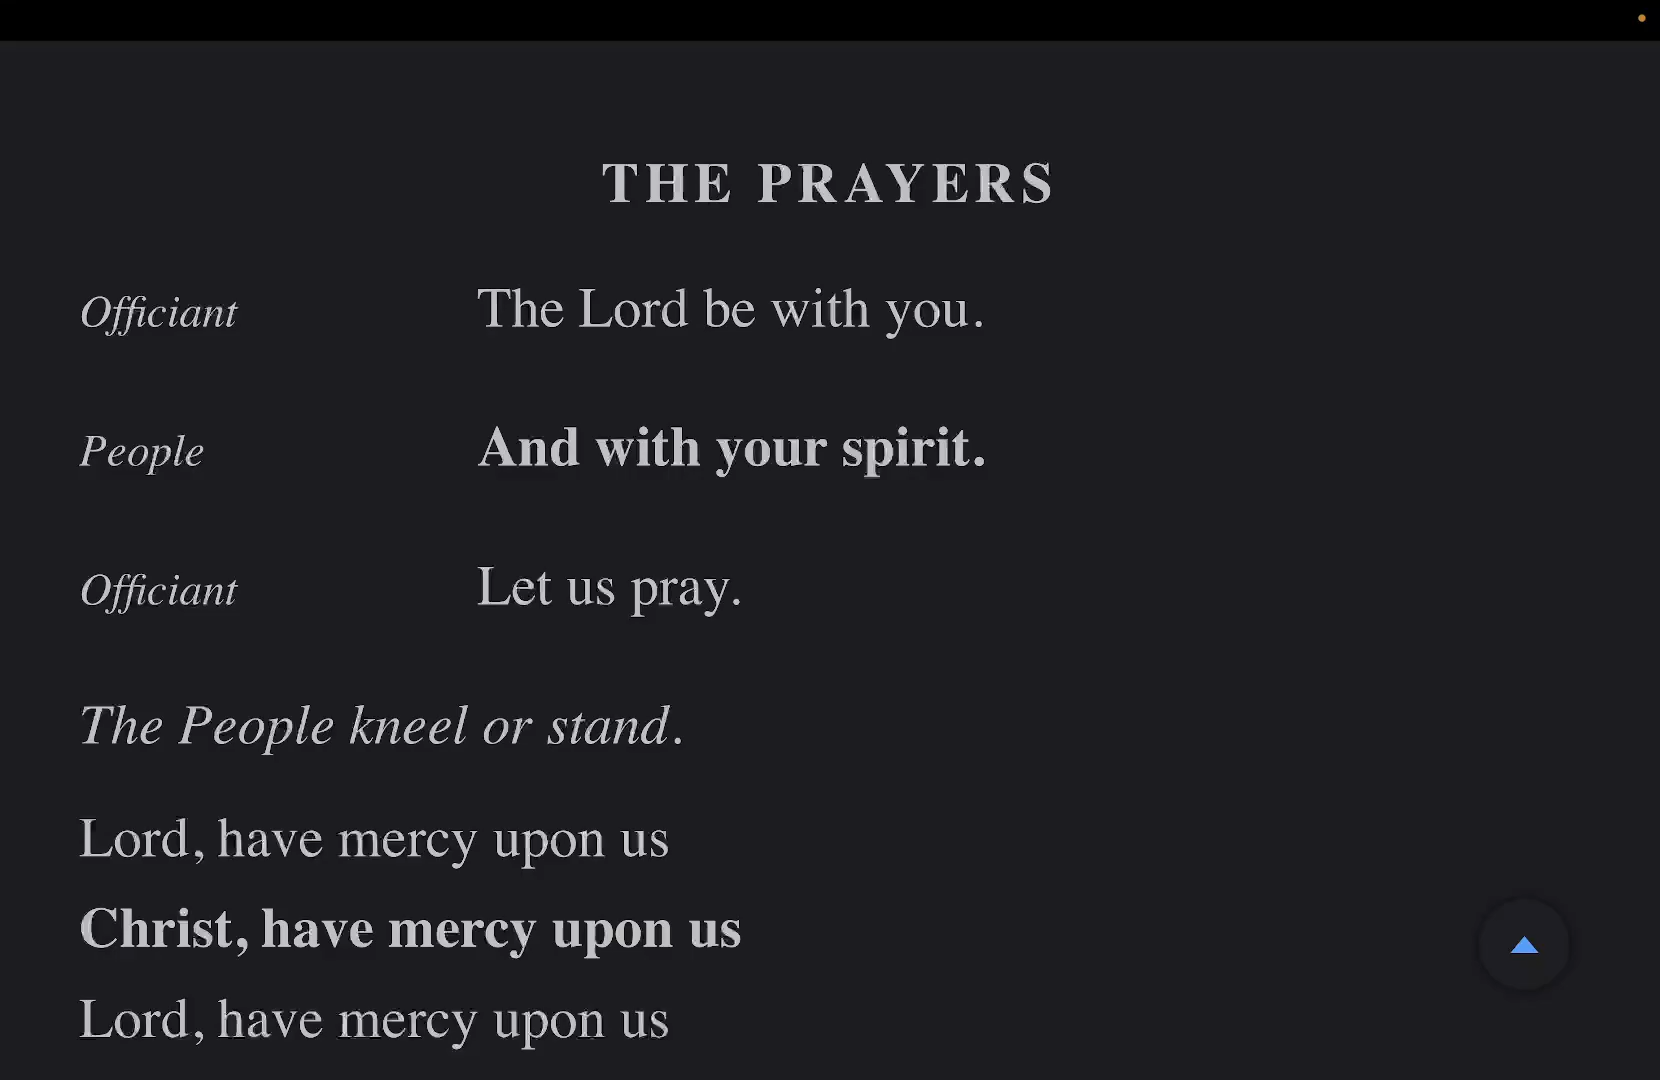 THE PRAYERS
Officiant The Lord be with you.
People And with your spirit.
Officiant Let us pray.
The People kneel or stand.
Lord, have mercy upon us
Christ, have mercy upon us
Lord, have mercy upon us